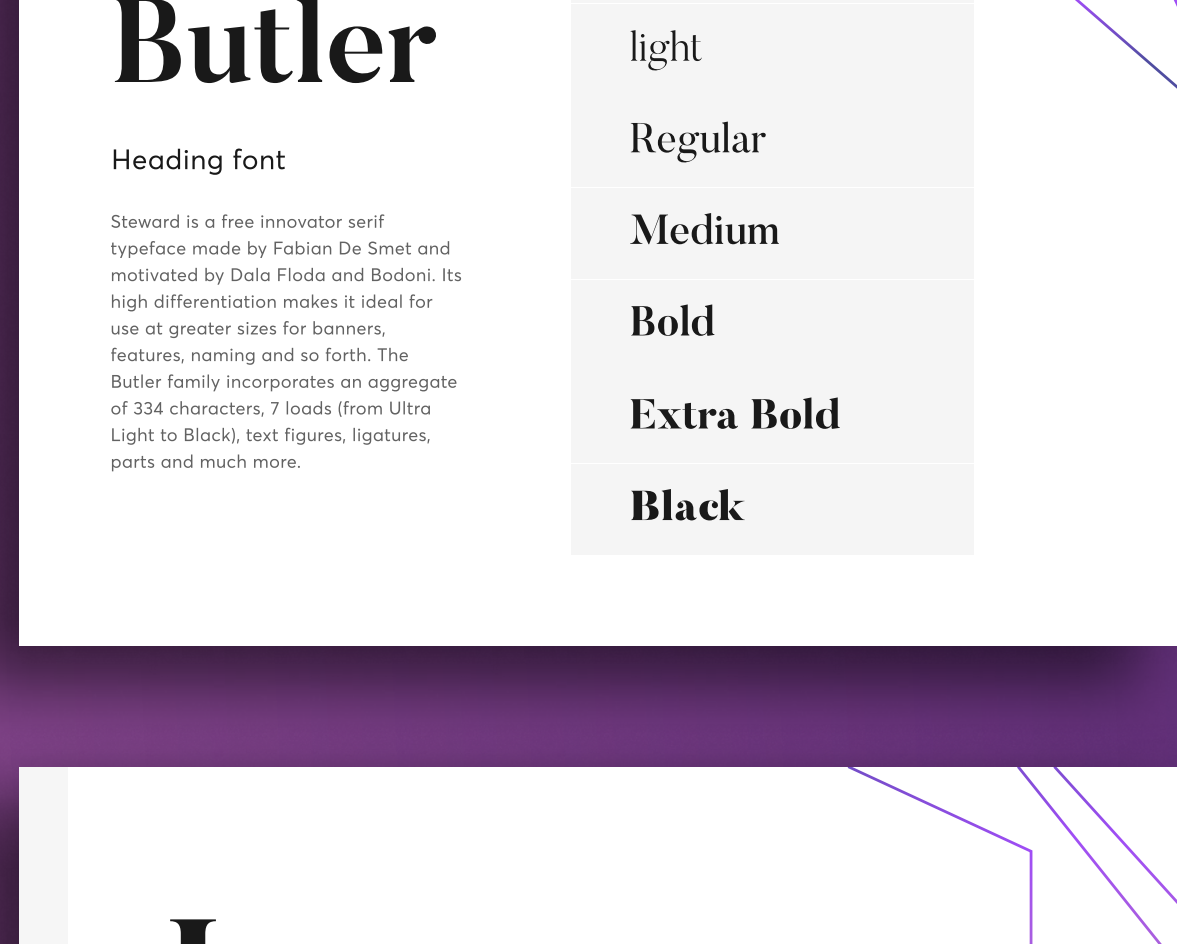 Butler
Heading font
Steward is a free innovator serif
typeface made by Fabian De Smet and
motivated by Dala Floda and Bodoni. Its
high differentiation makes it ideal for
use at greater sizes for banners,
features, naming and so forth. The
Butler family incorporates an aggregate
of 334 characters, 7 loads (from Ultra
Light to Black), text figures, ligatures,
parts and much more.
light
Regular
Medium
Bold
Extra Bold
Black